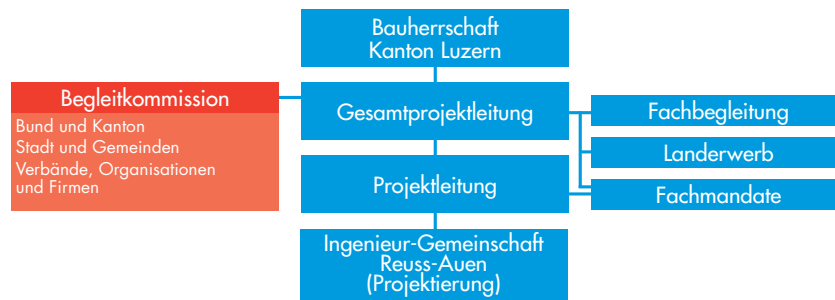 Bauherrschaft
Kanton Luzern
Begleitkommission
Bund und Kanton
Stadt und Gemeinden
Verbände, Organisationen
und Firmen
Gesamtprojektleitung
Fachbegleitung
Landerwerb
Projektleitung
Fachmandate
Ingenieur-Gemeinschaft
Reuss-Auen
(Projektierung)